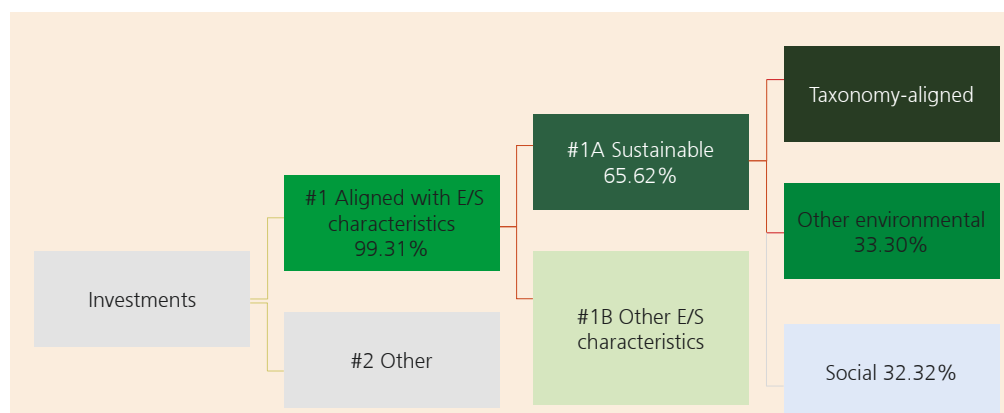 Investments
#1 Aligned with E/S
characteristics
99.31%
#2 Other
#1A Sustainable
65.62%
#1B Other E/S
characteristics
Taxonomy-aligned
Other environmental
33.30%
Social 32.32%